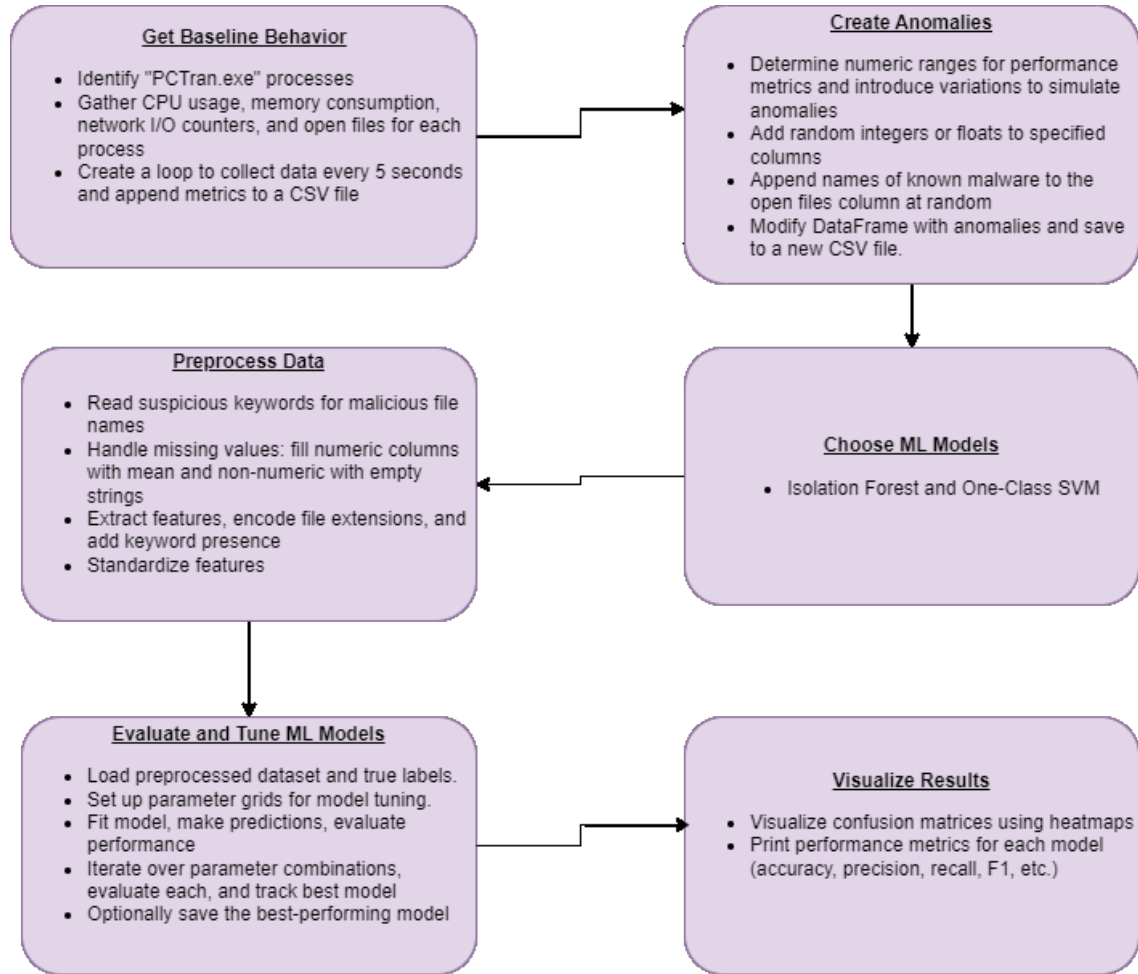 Get Baseline Behavior
• Identify "PCTran.exe" processes
• Gather CPU usage, memory consumption,
network I/O counters, and open files for each
process
• Create a loop to collect data every 5 seconds
and append metrics to a CSV file
Create Anomalies
• Determine numeric ranges for performance
metrics and introduce variations to simulate
anomalies
• Add random integers or floats to specified
columns
• Append names of known malware to the
open files column at random
• Modify DataFrame with anomalies and save
to a new CSV file.
Choose ML Models
• Isolation Forest and One-Class SVM
Preprocess Data
• Read suspicious keywords for malicious file
names
• Handle missing values: fill numeric columns
with mean and non-numeric with empty
strings
• Extract features, encode file extensions, and
add keyword presence
• Standardize features
Evaluate and Tune ML Models
• Load preprocessed dataset and true labels.
• Set up parameter grids for model tuning.
• Fit model, make predictions, evaluate
performance
• Iterate over parameter combinations,
evaluate each, and track best model
• Optionally save the best-performing model
Visualize Results
• Visualize confusion matrices using heatmaps
• Print performance metrics for each model
(accuracy, precision, recall, F1, etc.)